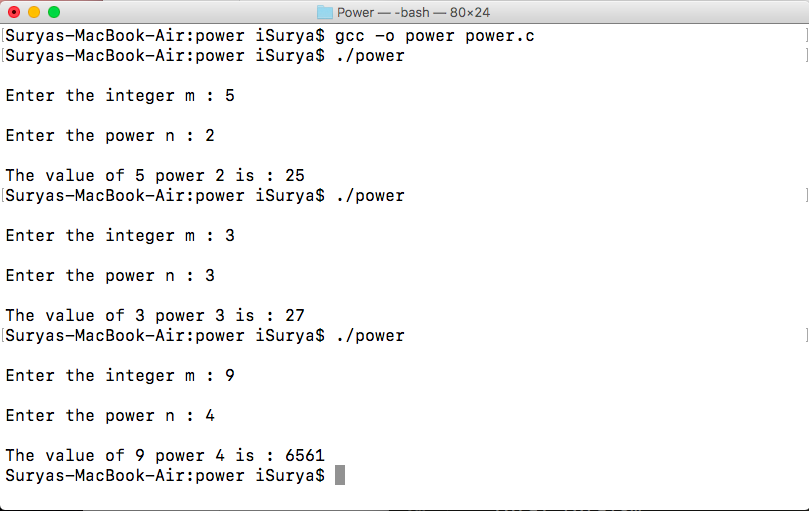 Power — -bash — 80×24
Suryas-MacBook-Air:power iSurya$ gcc -o power power.c
Suryas-MacBook-Air:power iSurya$ ./power
Enter the integer m : 5
Enter the power n : 2
The value of 5 power 2 is : 25
Suryas-MacBook-Air:power iSurya$ ./power
Enter the integer m : 3
Enter the power n : 3
The value of 3 power 3 is : 27
Suryas-MacBook-Air:power iSurya$ ./power
Enter the integer m : 9
Enter the power n : 4
The value of 9 power 4 is : 6561
Suryas-MacBook-Air:power iSurya$